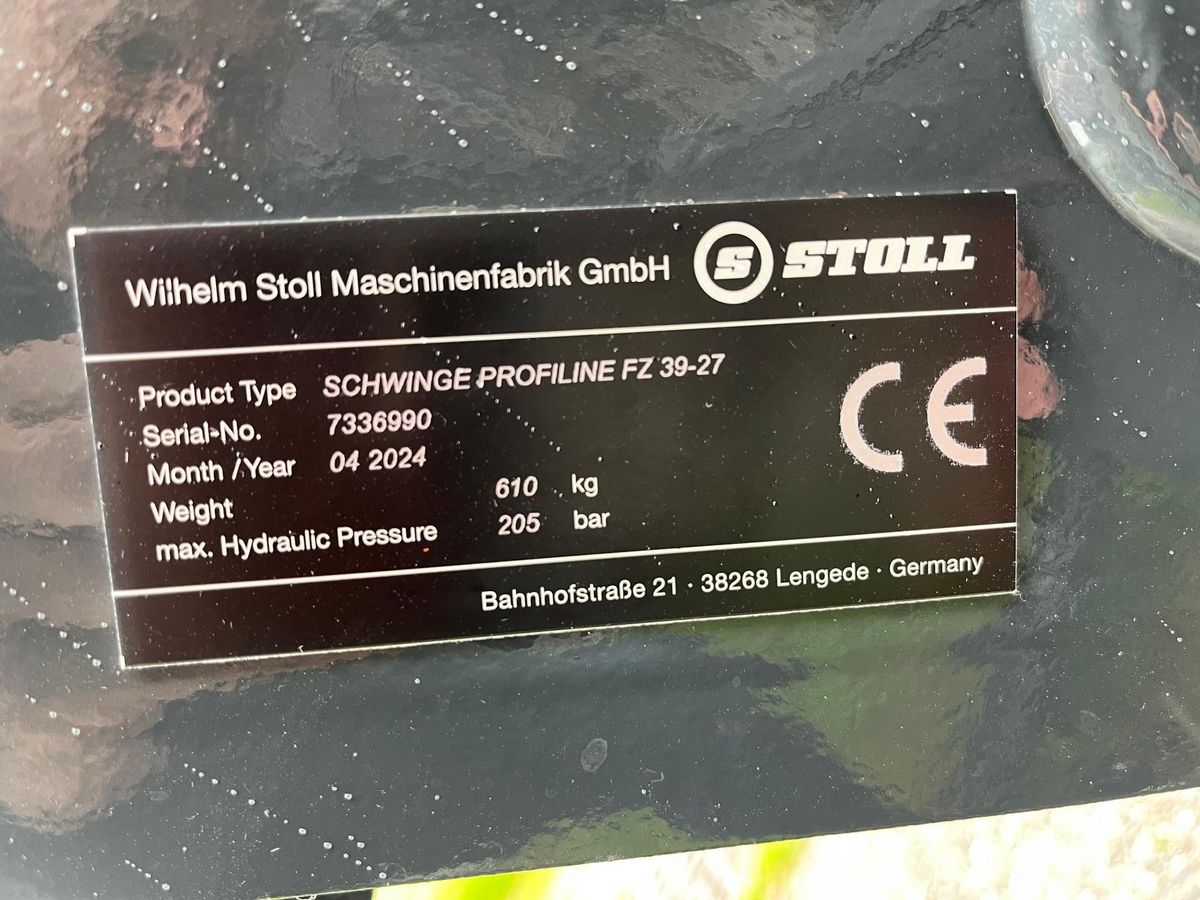 Wilhelm Stoll Maschinenfabrik GmbH S STOLL
Product Type SCHWINGE PROFILINE FZ 39-27
Serial-No. 7336990
Month / Year 04 2024
Weight 610 kg
max. Hydraulic Pressure 205 bar
CE
Bahnhofstraße 21 · 38268 Lengede · Germany